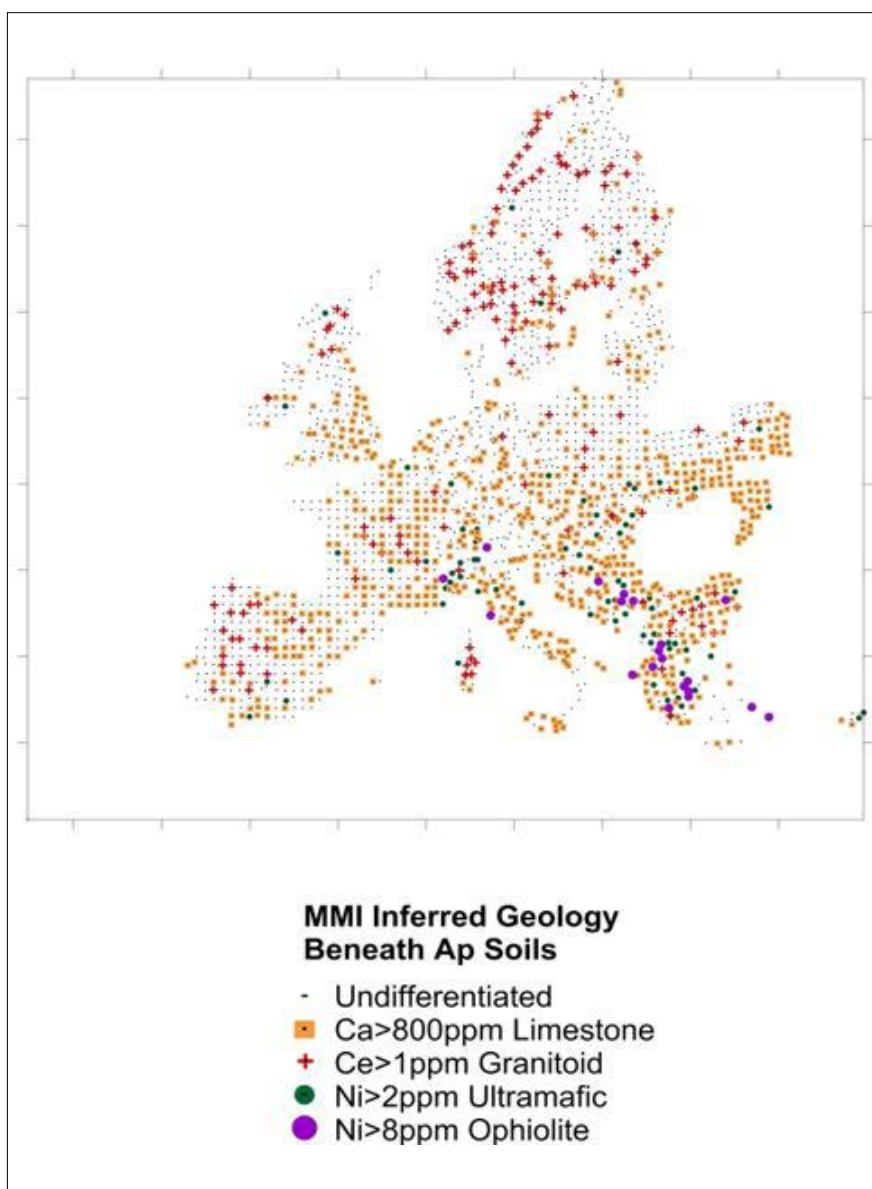 MMI Inferred Geology
Beneath Ap Soils
Undifferentiated
Ca>800ppm Limestone
Ce>1ppm Granitoid
Ni>2ppm Ultramafic
Ni>8ppm Ophiolite